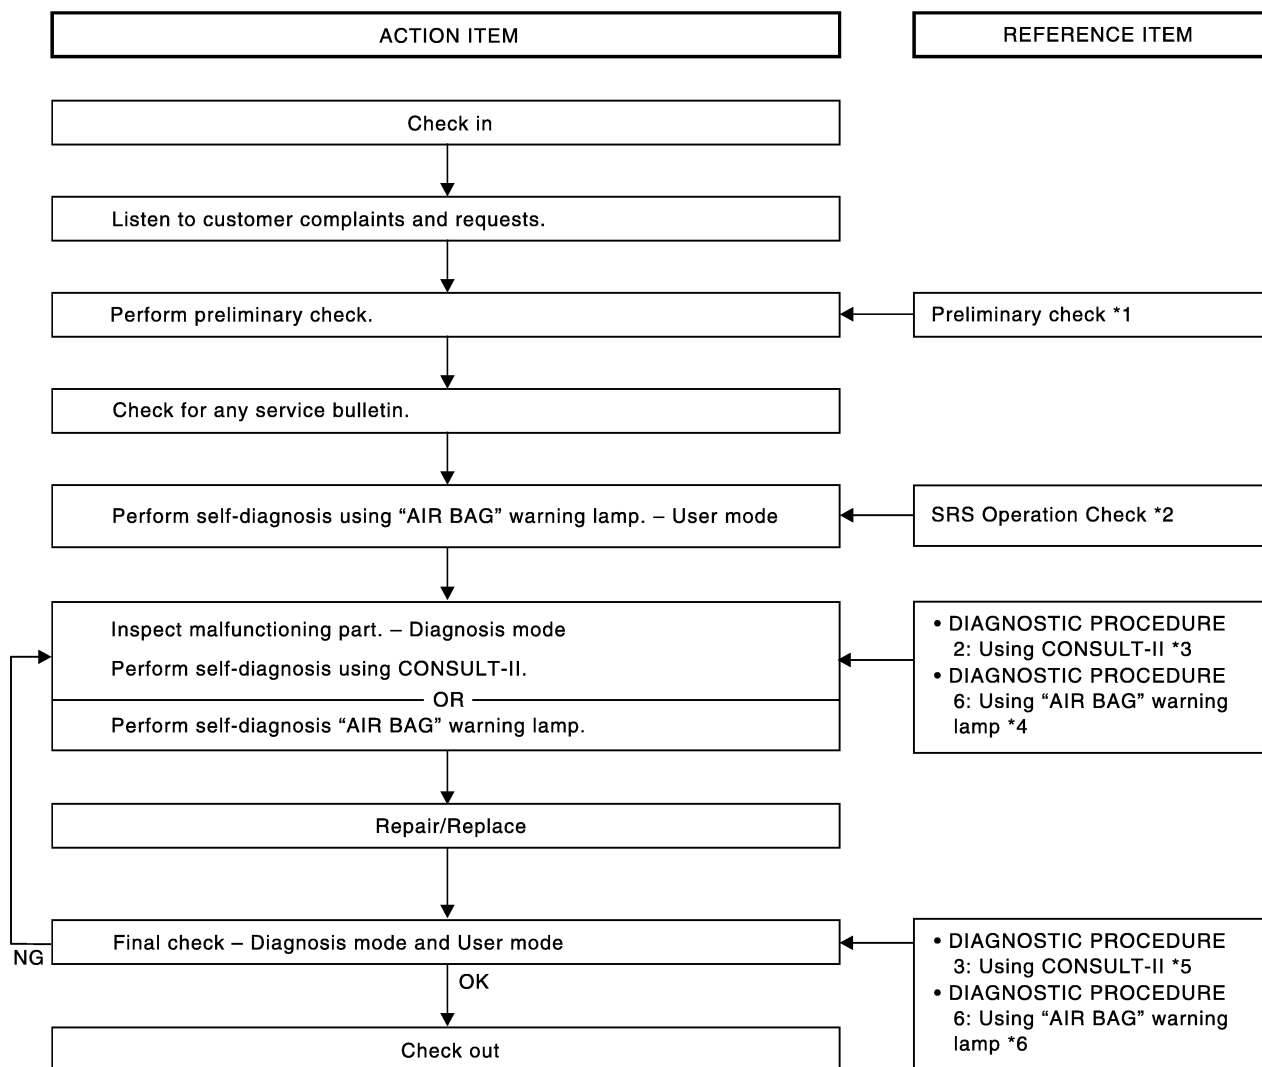 ACTION ITEM
REFERENCE ITEM
Check in
Listen to customer complaints and requests.
Perform preliminary check.
Preliminary check *1
Check for any service bulletin.
Perform self-diagnosis using “AIR BAG” warning lamp. – User mode
SRS Operation Check *2
Inspect malfunctioning part. – Diagnosis mode
Perform self-diagnosis using CONSULT-II.
OR
Perform self-diagnosis “AIR BAG” warning lamp.
• DIAGNOSTIC PROCEDURE
2: Using CONSULT-II *3
• DIAGNOSTIC PROCEDURE
6: Using “AIR BAG” warning
lamp *4
Repair/Replace
Final check – Diagnosis mode and User mode
NG
OK
• DIAGNOSTIC PROCEDURE
3: Using CONSULT-II *5
• DIAGNOSTIC PROCEDURE
6: Using “AIR BAG” warning
lamp *6
Check out